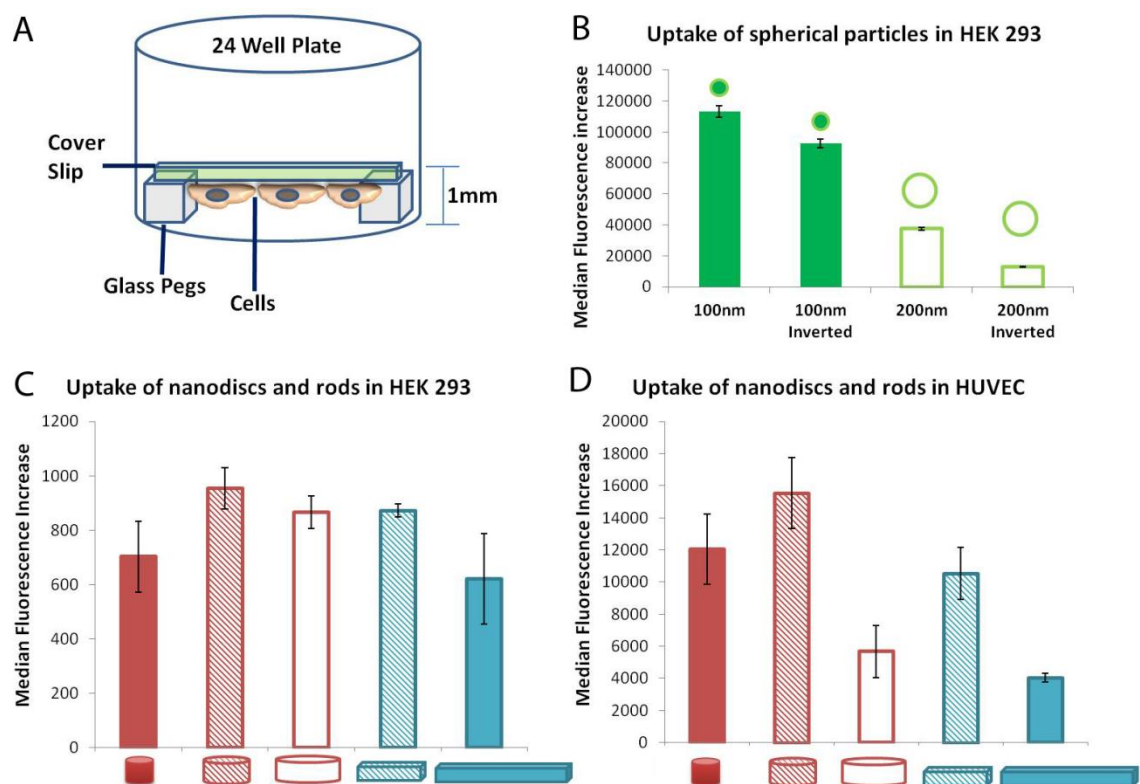 A
24 Well Plate
Cover
Slip
1mm
Glass Pegs
Cells
B
Uptake of spherical particles in HEK 293
Median Fluorescence increase
140000
120000
100000
80000
60000
40000
20000
0
100nm
100nm
Inverted
200nm
200nm
Inverted
C
Uptake of nanodiscs and rods in HEK 293
Median Fluorescence Increase
1200
1000
800
600
400
200
0
D
Uptake of nanodiscs and rods in HUVEC
Median Fluorescence Increase
20000
18000
16000
14000
12000
10000
8000
6000
4000
2000
0